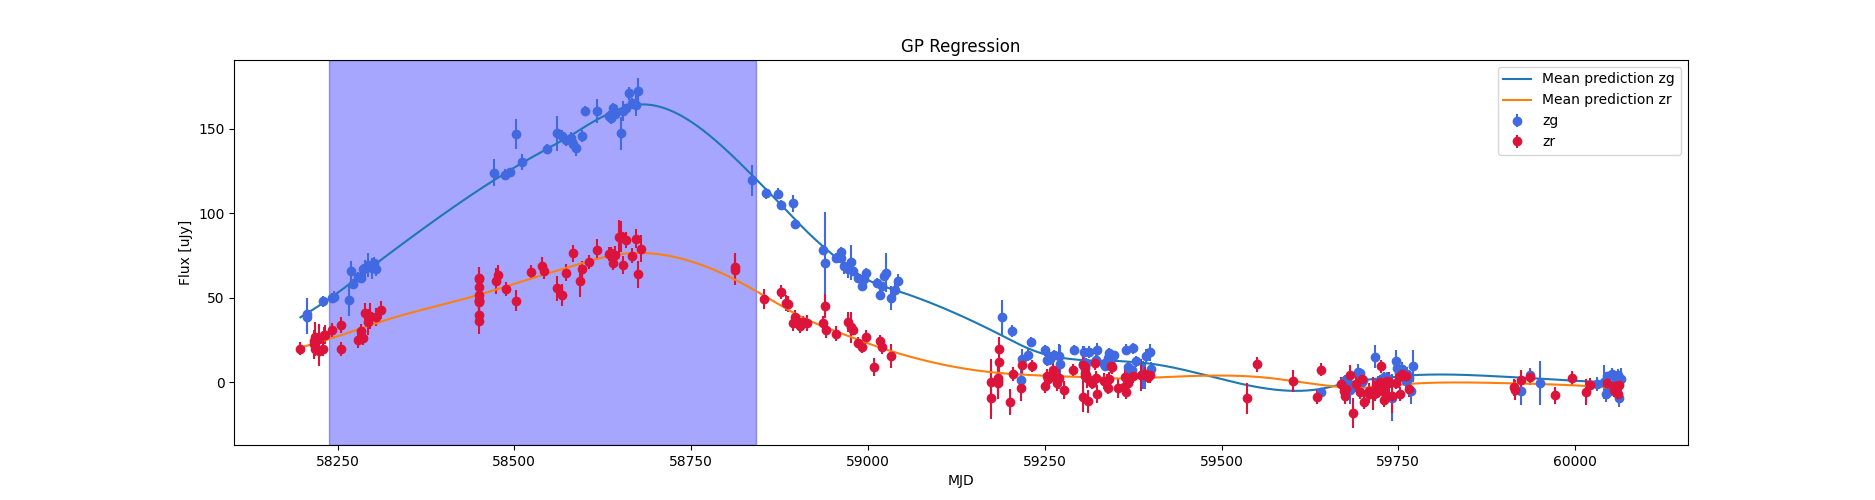 GP Regression
Flux [uJy]
150
100
50
0
58250
58500
58750
59000
59250
59500
59750
60000
MJD
Mean prediction zg
Mean prediction zr
zg
zr